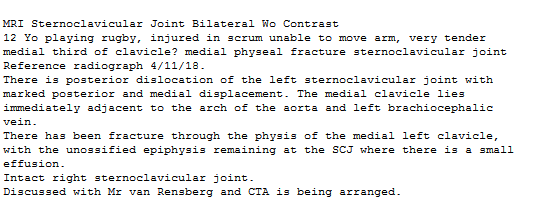 MRI Sternoclavicular Joint Bilateral Wo Contrast
12 Yo playing rugby, injured in scrum unable to move arm, very tender
medial third of clavicle? medial physeal fracture sternoclavicular joint
Reference radiograph 4/11/18.
There is posterior dislocation of the left sternoclavicular joint with
marked posterior and medial displacement. The medial clavicle lies
immediately adjacent to the arch of the aorta and left brachiocephalic
vein.
There has been fracture through the physis of the medial left clavicle,
with the unossified epiphysis remaining at the SCJ where there is a small
effusion.
Intact right sternoclavicular joint.
Discussed with Mr van Rensberg and CTA is being arranged.